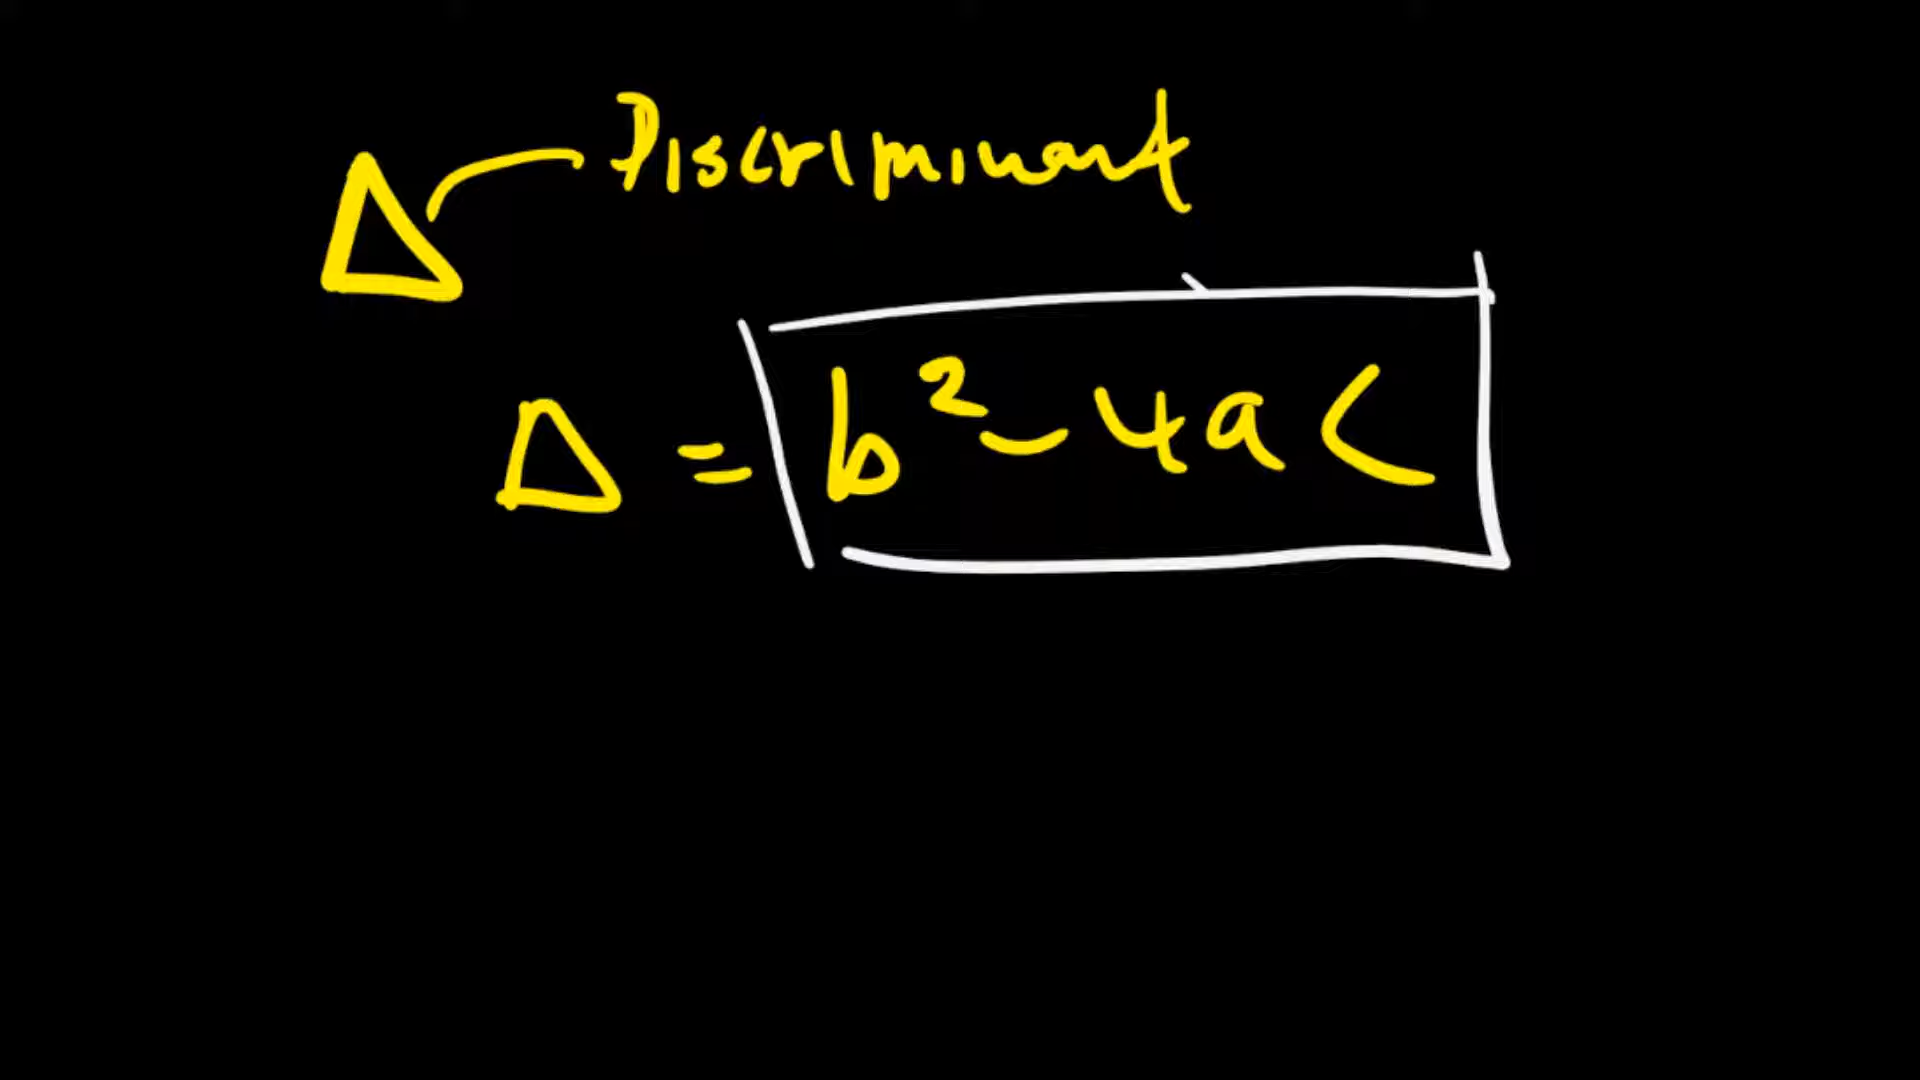 Δ Discriminant
Δ = b² - 4ac